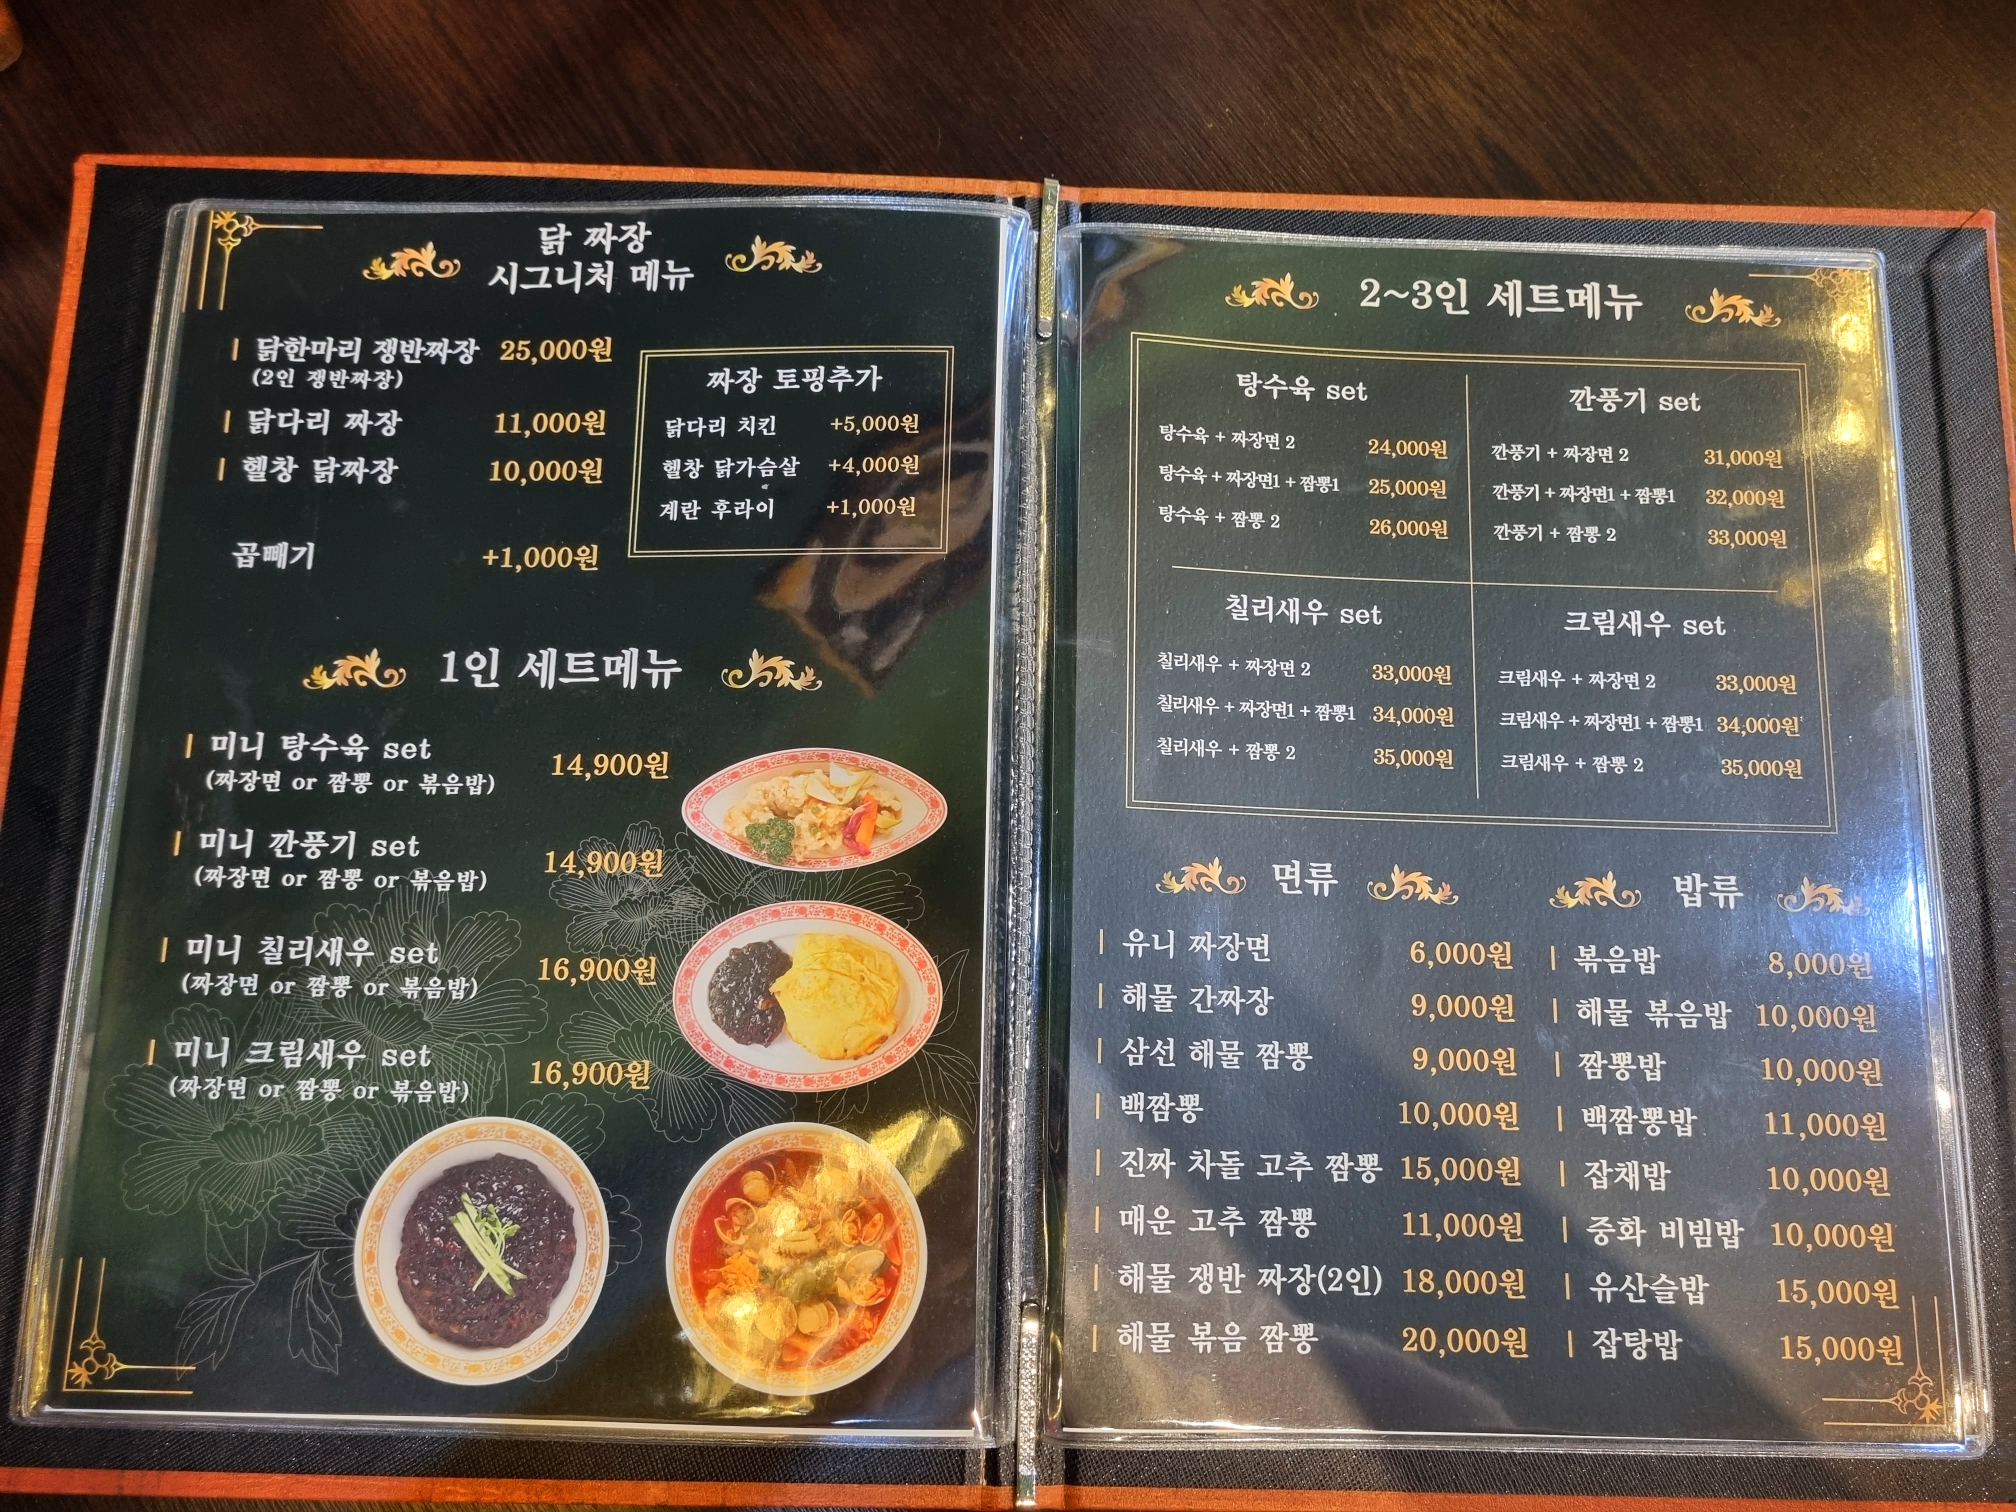 닭 짜장
시그니처 메뉴
닭한마리 쟁반짜장 25,000원
(2인 쟁반짜장)
닭다리 짜장 11,000원
헬창 닭짜장 10,000원
곱빼기 +1,000원
짜장 토핑추가
닭다리 치킨 +5,000원
헬창 닭가슴살 +4,000원
계란 후라이 +1,000원
1인 세트메뉴
미니 탕수육 set 14,900원
(짜장면 or 짬뽕 or 볶음밥)
미니 깐풍기 set 14,900원
(짜장면 or 짬뽕 or 볶음밥)
미니 칠리새우 set 16,900원
(짜장면 or 짬뽕 or 볶음밥)
미니 크림새우 set 16,900원
(짜장면 or 짬뽕 or 볶음밥)
2~3인 세트메뉴
탕수육 set
탕수육 + 짜장면 2 24,000원
탕수육 + 짜장면1 + 짬뽕1 25,000원
탕수육 + 짬뽕 2 26,000원
깐풍기 set
깐풍기 + 짜장면 2 31,000원
깐풍기 + 짜장면1 + 짬뽕1 32,000원
깐풍기 + 짬뽕 2 33,000원
칠리새우 set
칠리새우 + 짜장면 2 33,000원
칠리새우 + 짜장면1 + 짬뽕1 34,000원
칠리새우 + 짬뽕 2 35,000원
크림새우 set
크림새우 + 짜장면 2 33,000원
크림새우 + 짜장면1 + 짬뽕1 34,000원
크림새우 + 짬뽕 2 35,000원
면류
유니 짜장면 6,000원
해물 간짜장 9,000원
삼선 해물 짬뽕 9,000원
백짬뽕 10,000원
진짜 차돌 고추 짬뽕 15,000원
매운 고추 짬뽕 11,000원
해물 쟁반 짜장(2인) 18,000원
해물 볶음 짬뽕 20,000원
밥류
볶음밥 8,000원
해물 볶음밥 10,000원
짬뽕밥 10,000원
백짬뽕밥 11,000원
잡채밥 10,000원
중화 비빔밥 10,000원
유산슬밥 15,000원
잡탕밥 15,000원